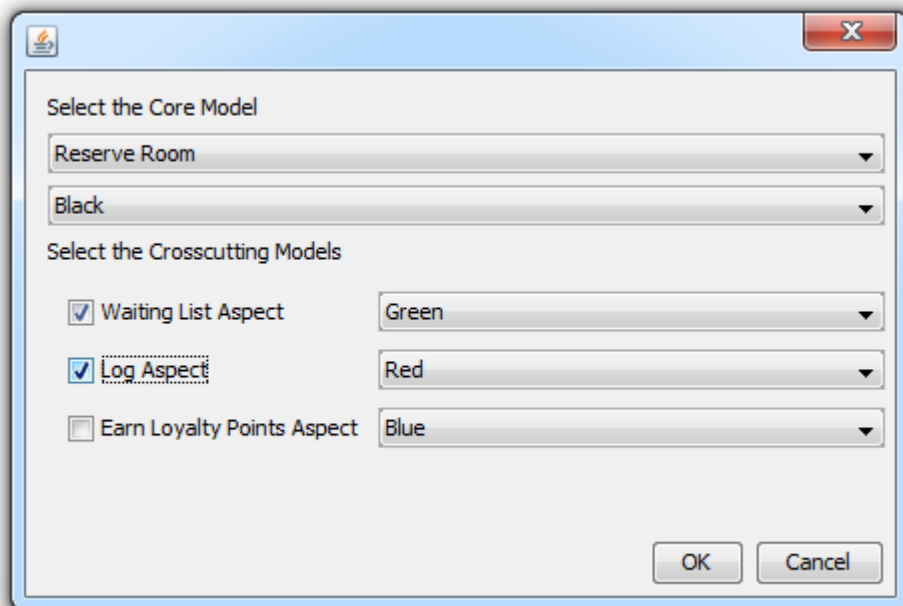 Select the Core Model
Reserve Room
Black
Select the Crosscutting Models
Waiting List Aspect Green
Log Aspect Red
Earn Loyalty Points Aspect Blue
OK Cancel